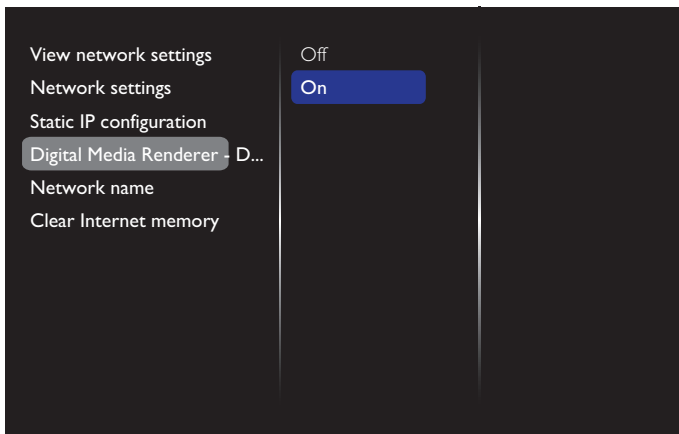 View network settings
Network settings
Static IP configuration
Digital Media Renderer - D...
Network name
Clear Internet memory
Off
On